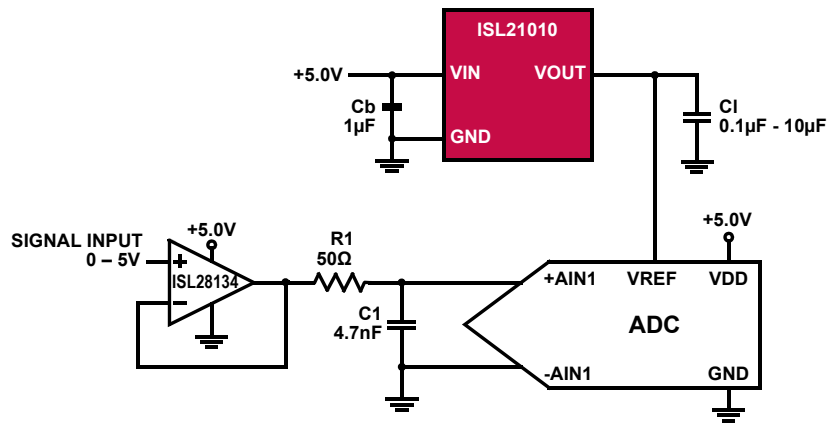 ISL21010
+5.0V
VIN
VOUT
Cb
1µF
GND
Cl
0.1µF - 10µF
SIGNAL INPUT
0 – 5V
+5.0V
+
ISL28134
–
R1
50Ω
C1
4.7nF
+5.0V
+AIN1
VREF
VDD
ADC
-AIN1
GND